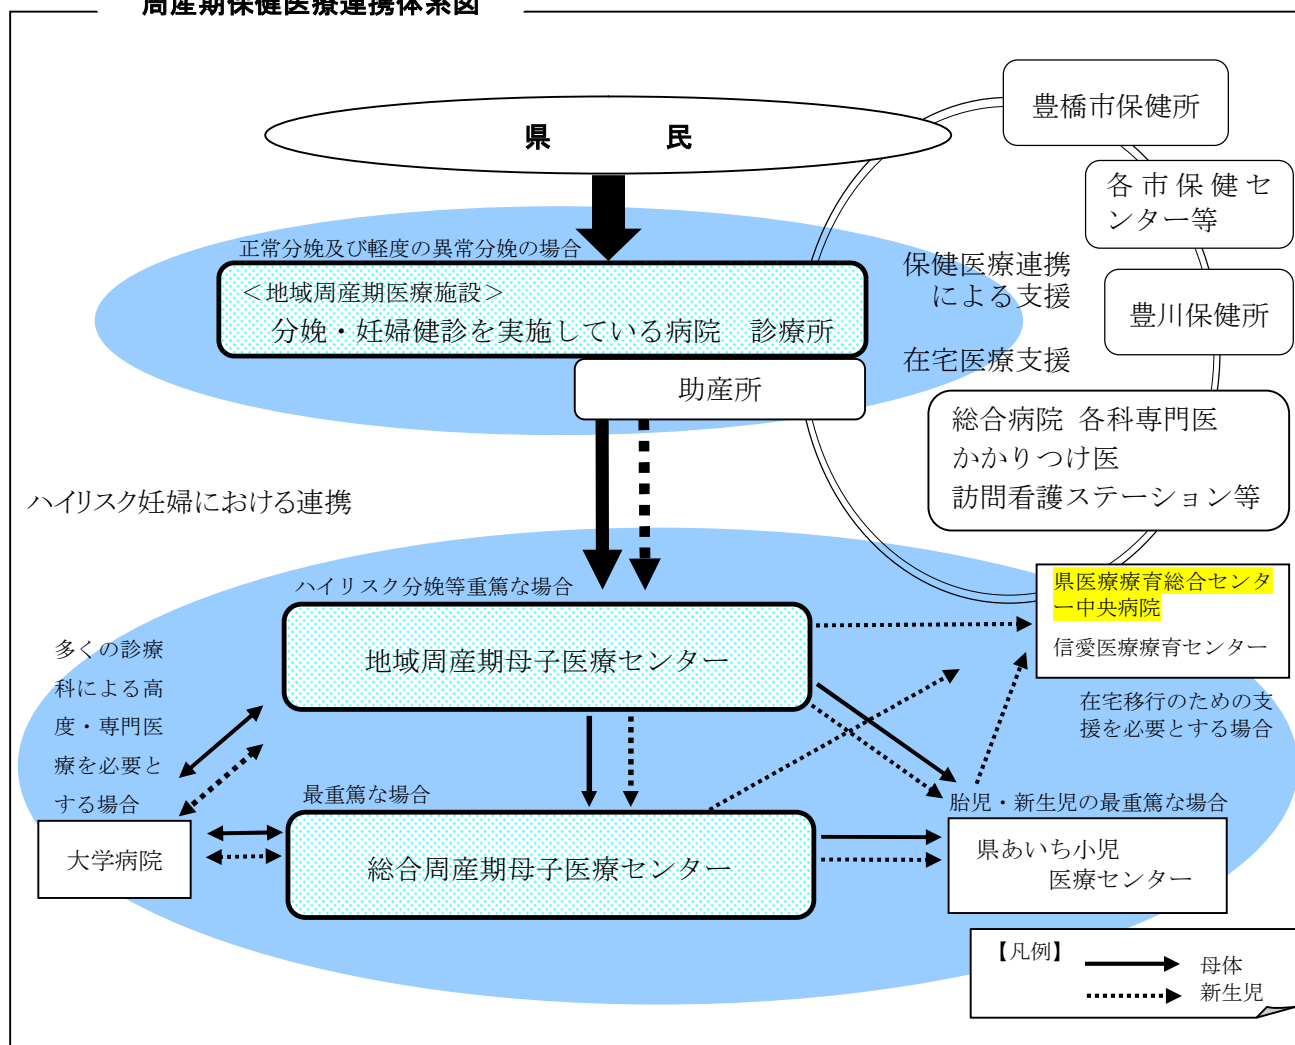 周産期保健医療連携体系図
県　　　民
豊橋市保健所
各市保健セ
ンター等
豊川保健所
正常分娩及び軽度の異常分娩の場合
＜地域周産期医療施設＞
分娩・妊婦健診を実施している病院　診療所
助産所
保健医療連携
による支援
在宅医療支援
総合病院 各科専門医
かかりつけ医
訪問看護ステーション等
ハイリスク妊婦における連携
ハイリスク分娩等重篤な場合
地域周産期母子医療センター
県医療療育総合センタ
ー中央病院
信愛医療療育センター
在宅移行のための支
援を必要とする場合
多くの診療
科による高
度・専門医
療を必要と
する場合
大学病院
最重篤な場合
総合周産期母子医療センター
胎児・新生児の最重篤な場合
県あいち小児
医療センター
【凡例】
母体
新生児